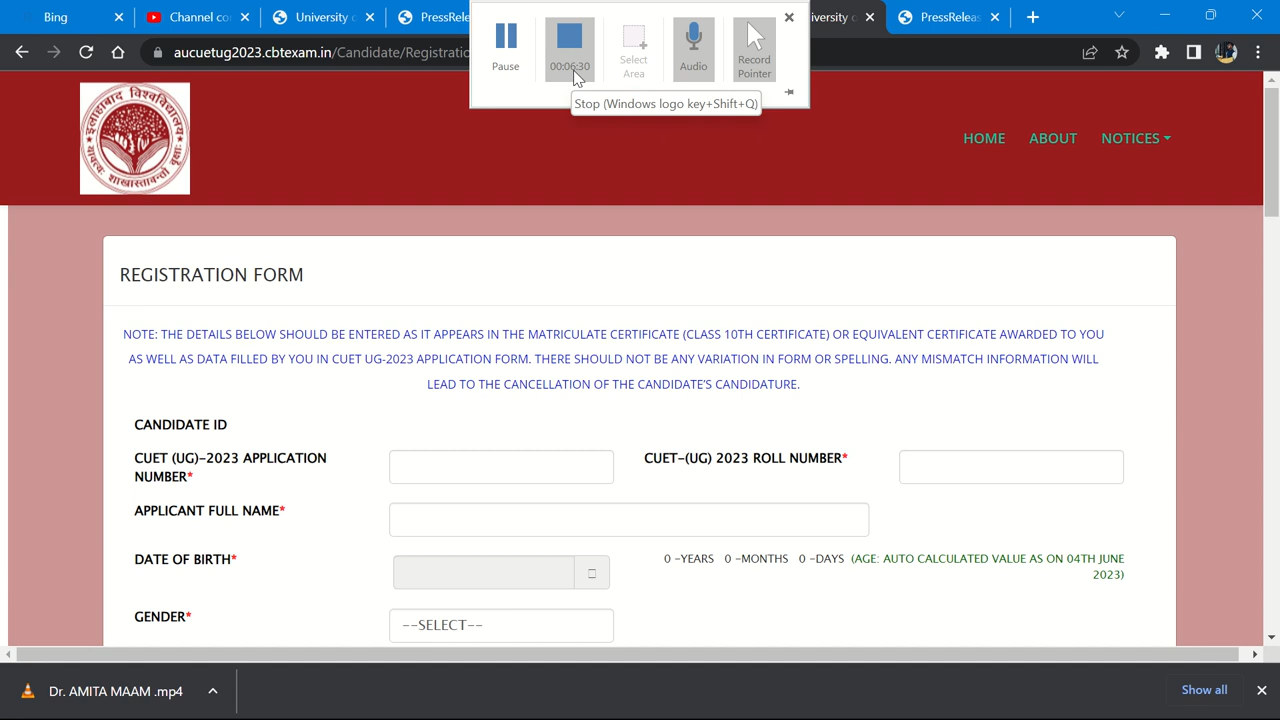 Bing
Channel co
University o
PressRele
iversity o
PressReleas
aucuetug2023.cbtexam.in/Candidate/Registratio
Pause
00:06:30
Select
Area
Audio
Record
Pointer
Stop (Windows logo key+Shift+Q)
HOME
ABOUT
NOTICES
REGISTRATION FORM
NOTE: THE DETAILS BELOW SHOULD BE ENTERED AS IT APPEARS IN THE MATRICULATE CERTIFICATE (CLASS 10TH CERTIFICATE) OR EQUIVALENT CERTIFICATE AWARDED TO YOU
AS WELL AS DATA FILLED BY YOU IN CUET UG-2023 APPLICATION FORM. THERE SHOULD NOT BE ANY VARIATION IN FORM OR SPELLING. ANY MISMATCH INFORMATION WILL
LEAD TO THE CANCELLATION OF THE CANDIDATE'S CANDIDATURE.
CANDIDATE ID
CUET (UG)-2023 APPLICATION
NUMBER*
CUET-(UG) 2023 ROLL NUMBER*
APPLICANT FULL NAME*
DATE OF BIRTH*
0 -YEARS 0 -MONTHS 0 -DAYS (AGE: AUTO CALCULATED VALUE AS ON 04TH JUNE
2023)
GENDER*
--SELECT--
Dr. AMITA MAAM .mp4
Show all